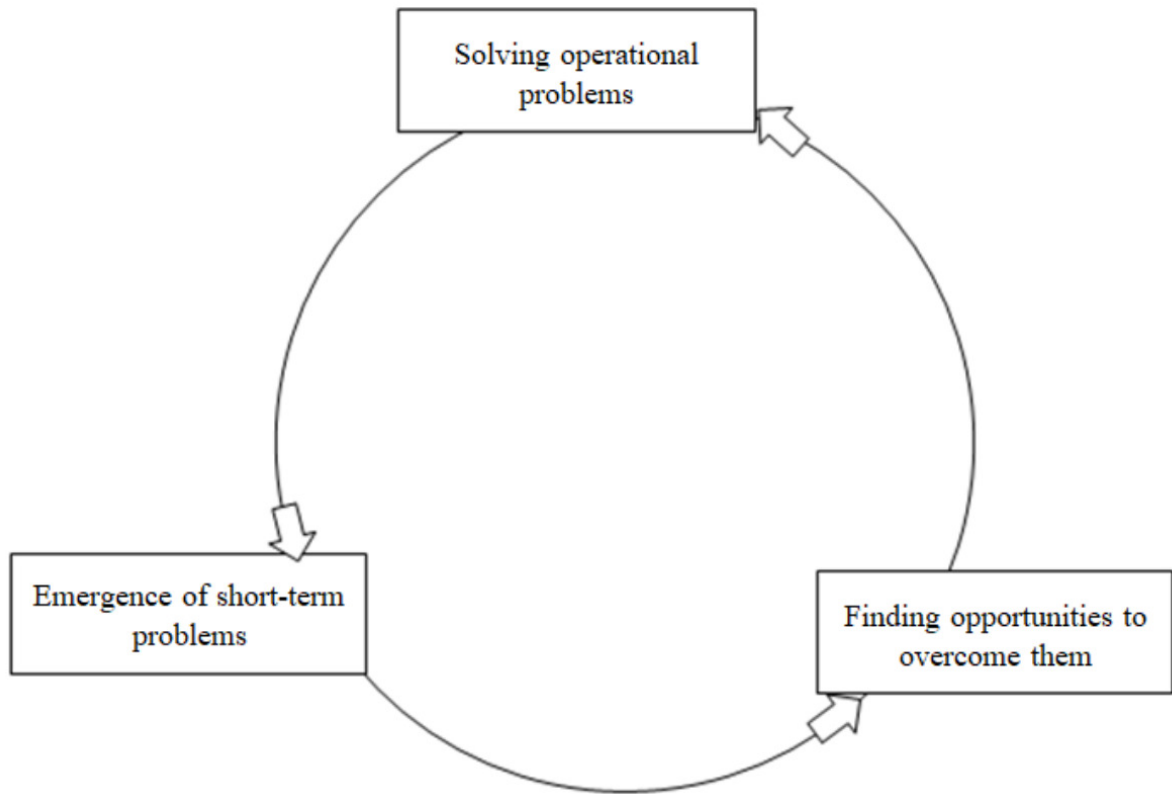 Solving operational
problems
Emergence of short-term
problems
Finding opportunities to
overcome them